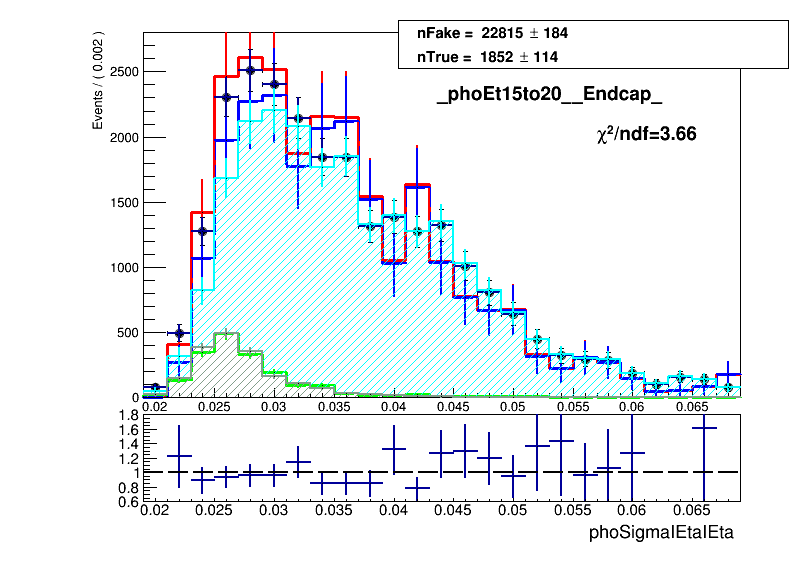 nFake = 22815 ± 184
nTrue = 1852 ± 114
_phoEt15to20__Endcap_
χ²/ndf=3.66
Events / ( 0.002 )
2500
2000
1500
1000
500
0
0.02 0.025 0.03 0.035 0.04 0.045 0.05 0.055 0.06 0.065
1.8
1.6
1.4
1.2
1
0.8
0.6
0.02 0.025 0.03 0.035 0.04 0.045 0.05 0.055 0.06 0.065
phoSigmaIEtaIEta